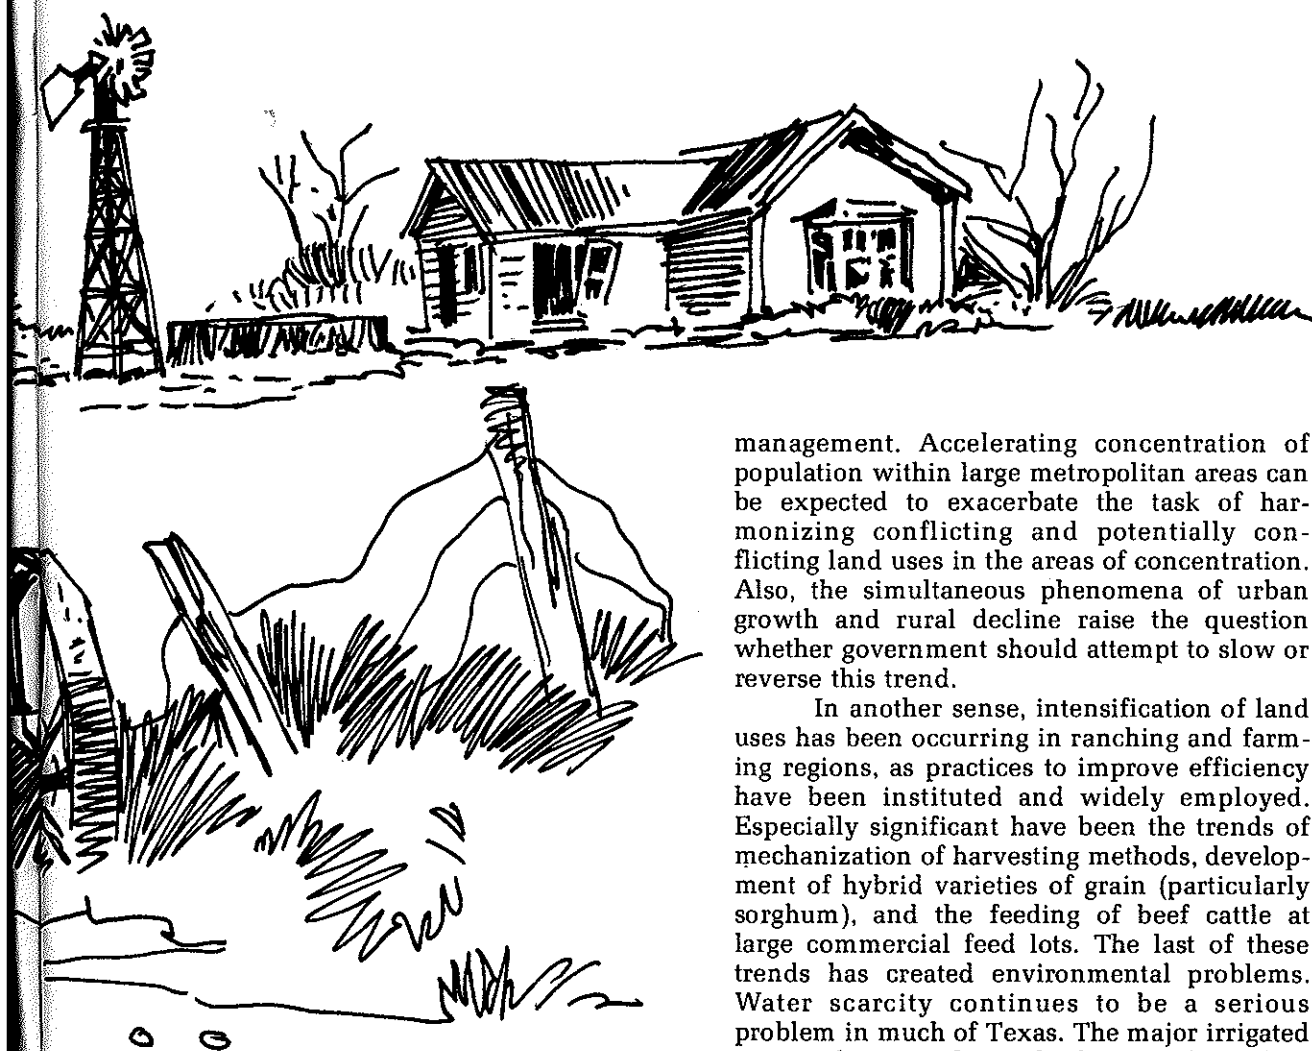 management. Accelerating concentration of
population within large metropolitan areas can
be expected to exacerbate the task of har-
monizing conflicting and potentially con-
flicting land uses in the areas of concentration.
Also, the simultaneous phenomena of urban
growth and rural decline raise the question
whether government should attempt to slow or
reverse this trend.
In another sense, intensification of land
uses has been occurring in ranching and farm-
ing regions, as practices to improve efficiency
have been instituted and widely employed.
Especially significant have been the trends of
mechanization of harvesting methods, develop-
ment of hybrid varieties of grain (particularly
sorghum), and the feeding of beef cattle at
large commercial feed lots. The last of these
trends has created environmental problems.
Water scarcity continues to be a serious
problem in much of Texas. The major irrigated